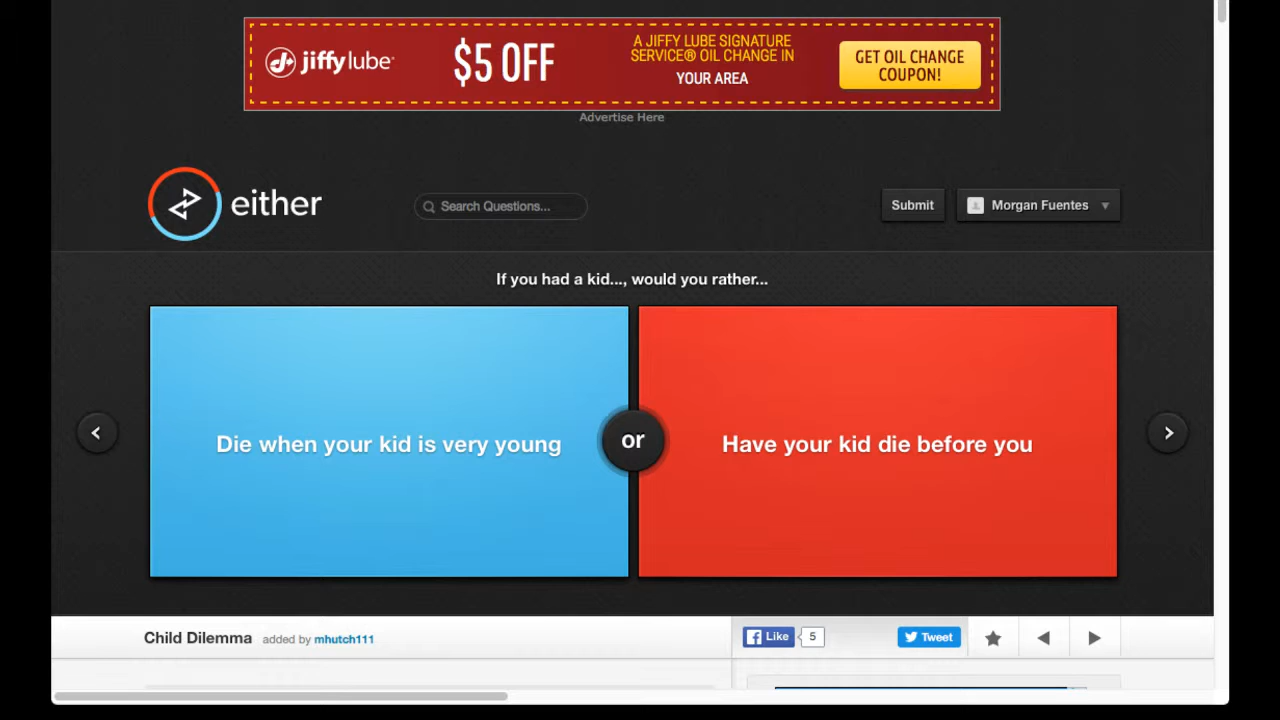 jiffylube
$5 OFF
A JIFFY LUBE SIGNATURE
SERVICE® OIL CHANGE IN
YOUR AREA
GET OIL CHANGE
COUPON!
Advertise Here
either
Search Questions...
Submit
Morgan Fuentes
If you had a kid..., would you rather...
Die when your kid is very young
or
Have your kid die before you
Child Dilemma added by mhutch111
Like 5
Tweet